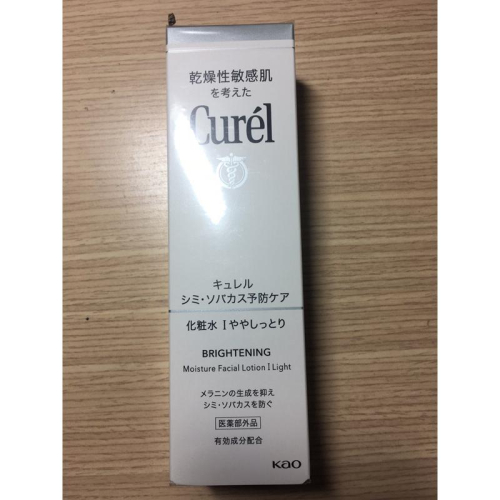 乾燥性敏感肌
を考えた
Curél
キュレル
シミ・ソバカス予防ケア
化粧水 I ややしっとり
BRIGHTENING
Moisture Facial Lotion I Light
メラニンの生成を抑え
シミ・ソバカスを防ぐ
医薬部外品
有効成分配合
Kao